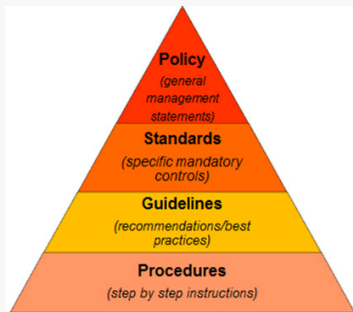 Policy
(general
management
statements)
Standards
(specific mandatory
controls)
Guidelines
(recommendations/best
practices)
Procedures
(step by step instructions)